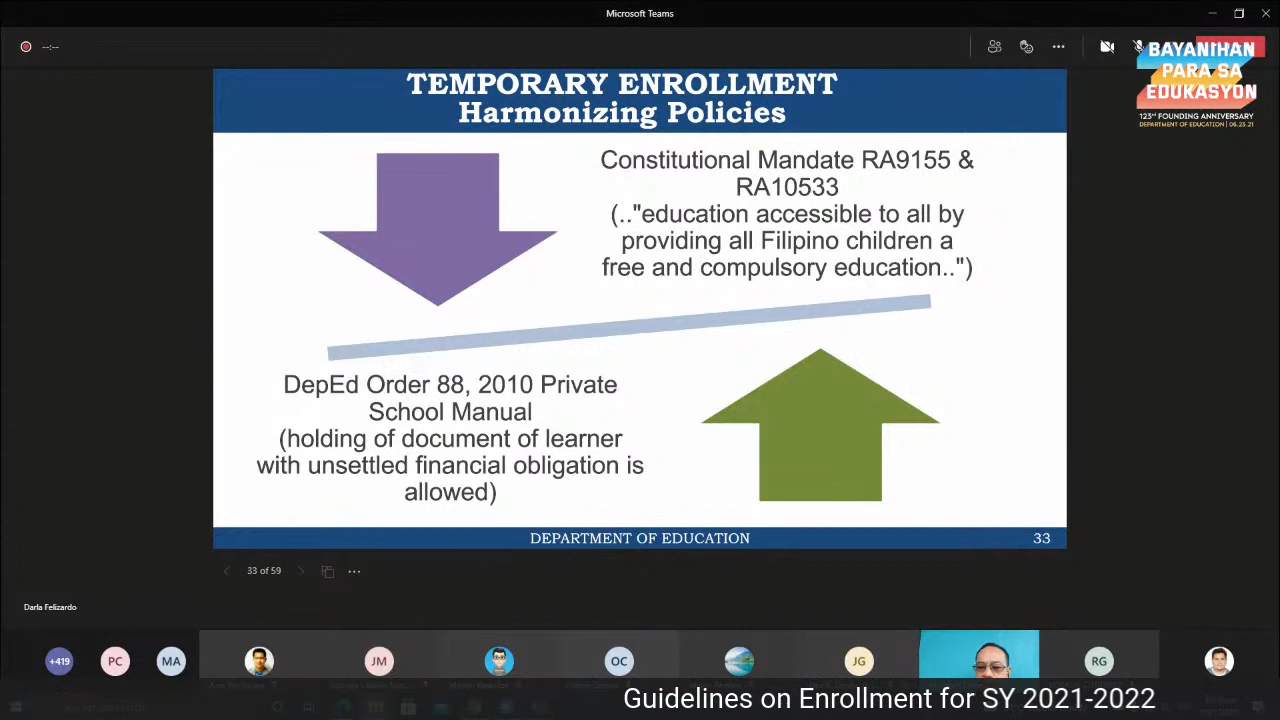 Microsoft Teams
--:--
BAYANIHAN
PARA SA
EDUKASYON
123rd FOUNDING ANNIVERSARY
DEPARTMENT OF EDUCATION | 06.23.21
TEMPORARY ENROLLMENT
Harmonizing Policies
Constitutional Mandate RA9155 &
RA10533
(.."education accessible to all by
providing all Filipino children a
free and compulsory education..")
DepEd Order 88, 2010 Private
School Manual
(holding of document of learner
with unsettled financial obligation is
allowed)
DEPARTMENT OF EDUCATION
33
33 of 59
Darla Felizardo
+419
PC
MA
JM
OC
JG
RG
Guidelines on Enrollment for SY 2021-2022